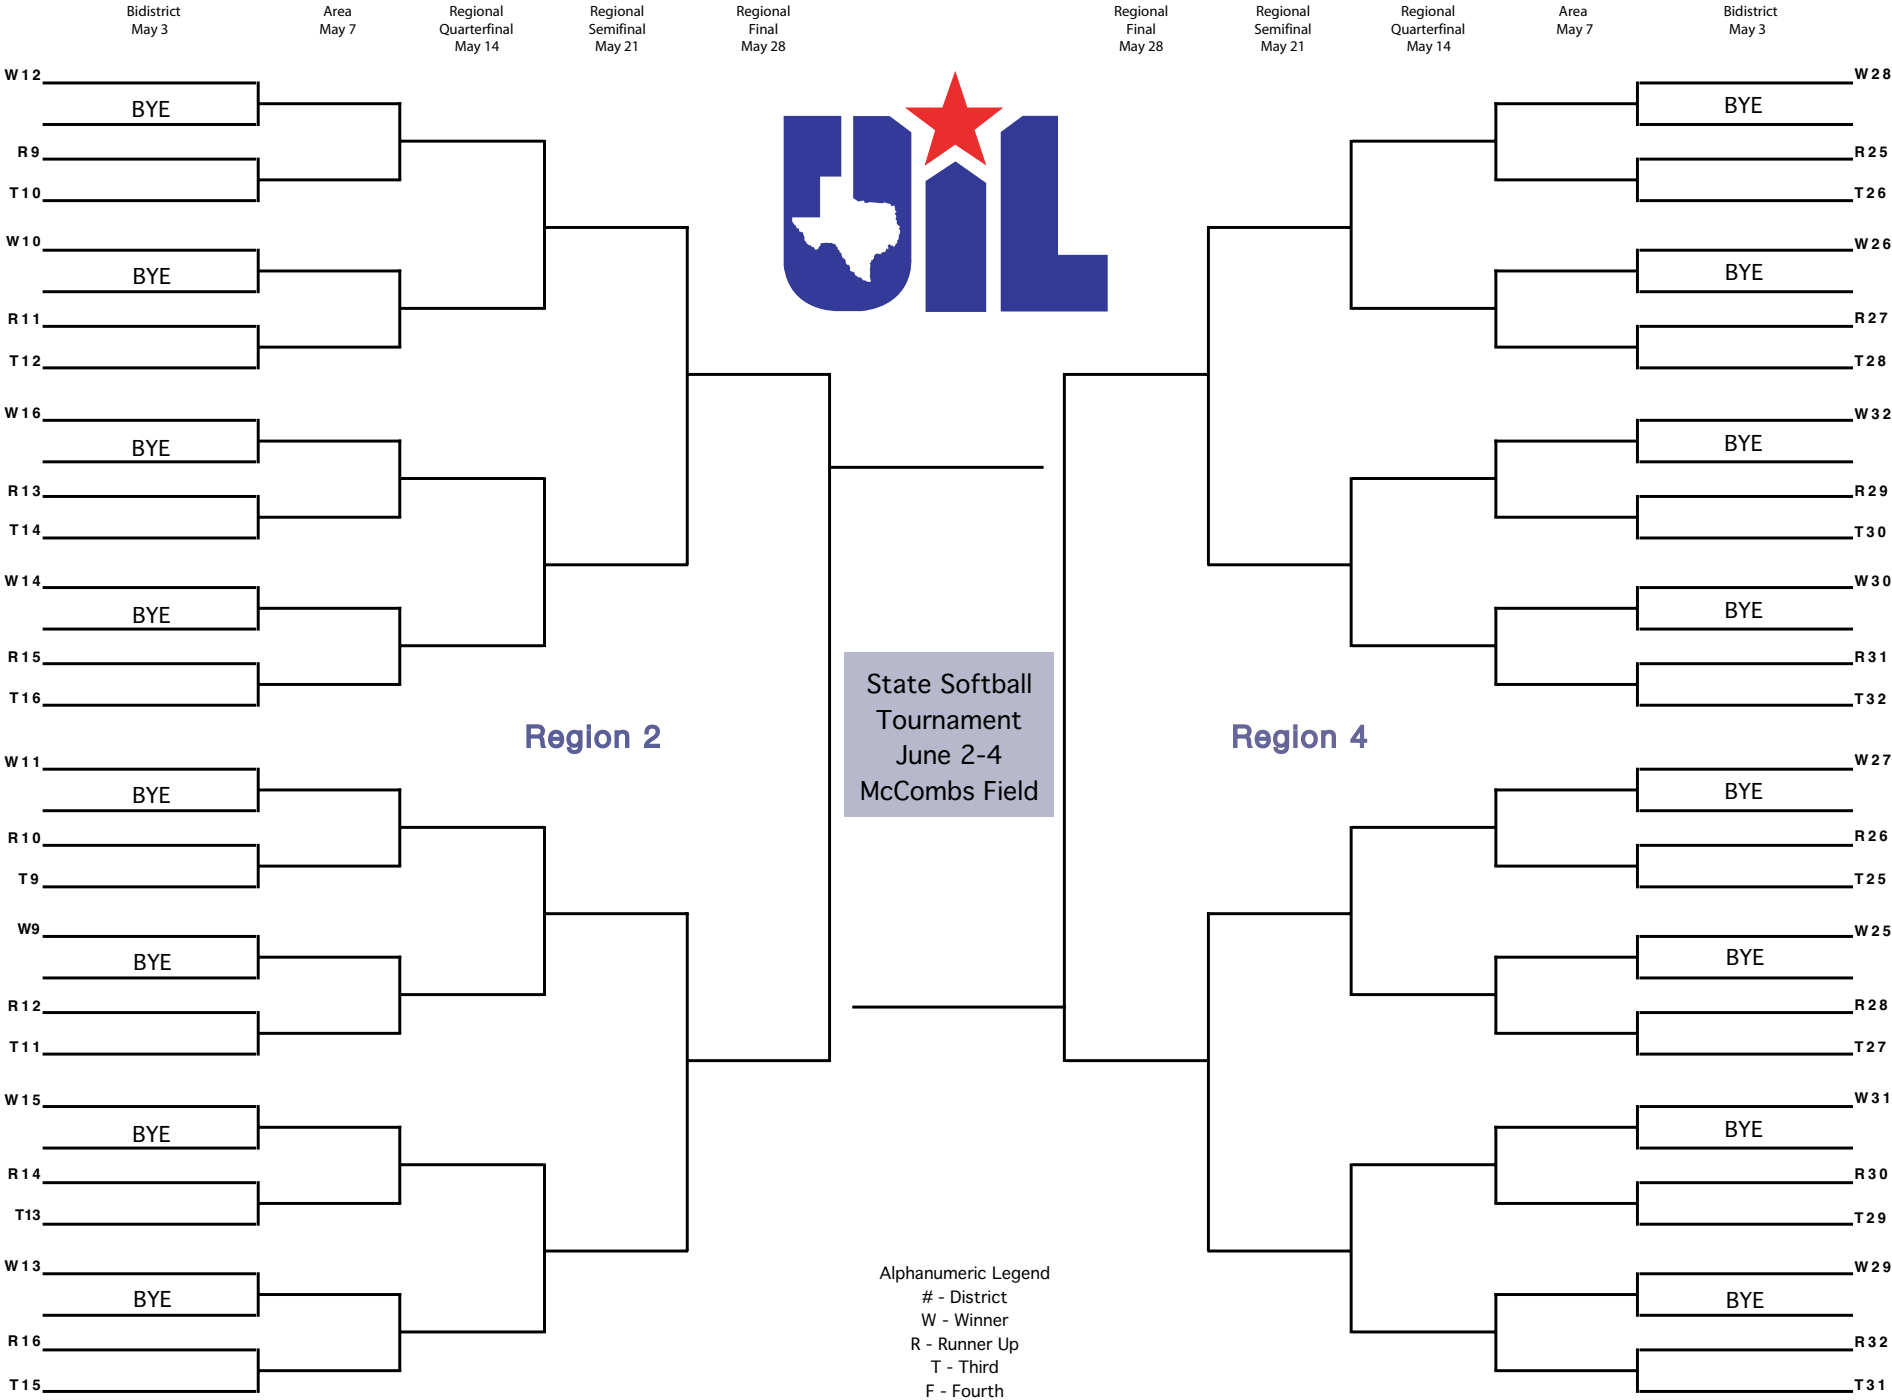 Bidistrict
May 3
Area
May 7
Regional
Quarterfinal
May 14
Regional
Semifinal
May 21
Regional
Final
May 28
Regional
Final
May 28
Regional
Semifinal
May 21
Regional
Quarterfinal
May 14
Area
May 7
Bidistrict
May 3
W12
BYE
R9
T10
W10
BYE
R11
T12
W16
BYE
R13
T14
W14
BYE
R15
T16
Region 2
W11
BYE
R10
T9
W9
BYE
R12
T11
W15
BYE
R14
T13
W13
BYE
R16
T15
UIL
State Softball
Tournament
June 2-4
McCombs Field
Alphanumeric Legend
# - District
W - Winner
R - Runner Up
T - Third
F - Fourth
W28
BYE
R25
T26
W26
BYE
R27
T28
W32
BYE
R29
T30
W30
BYE
R31
T32
Region 4
W27
BYE
R26
T25
W25
BYE
R28
T27
W31
BYE
R30
T29
W29
BYE
R32
T31